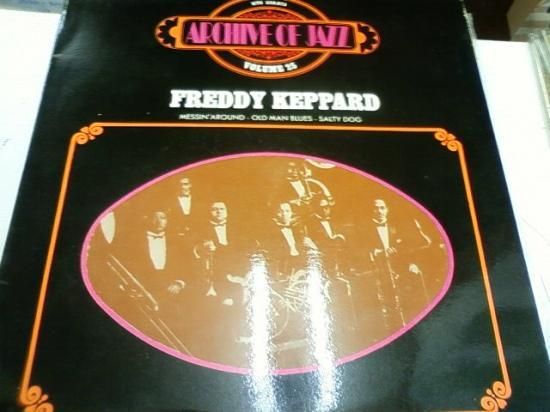 ARCHIVE OF JAZZ
VOLUME 25
FREDDY KEPPARD
MESSIN' AROUND - OLD MAN BLUES - SALTY DOG